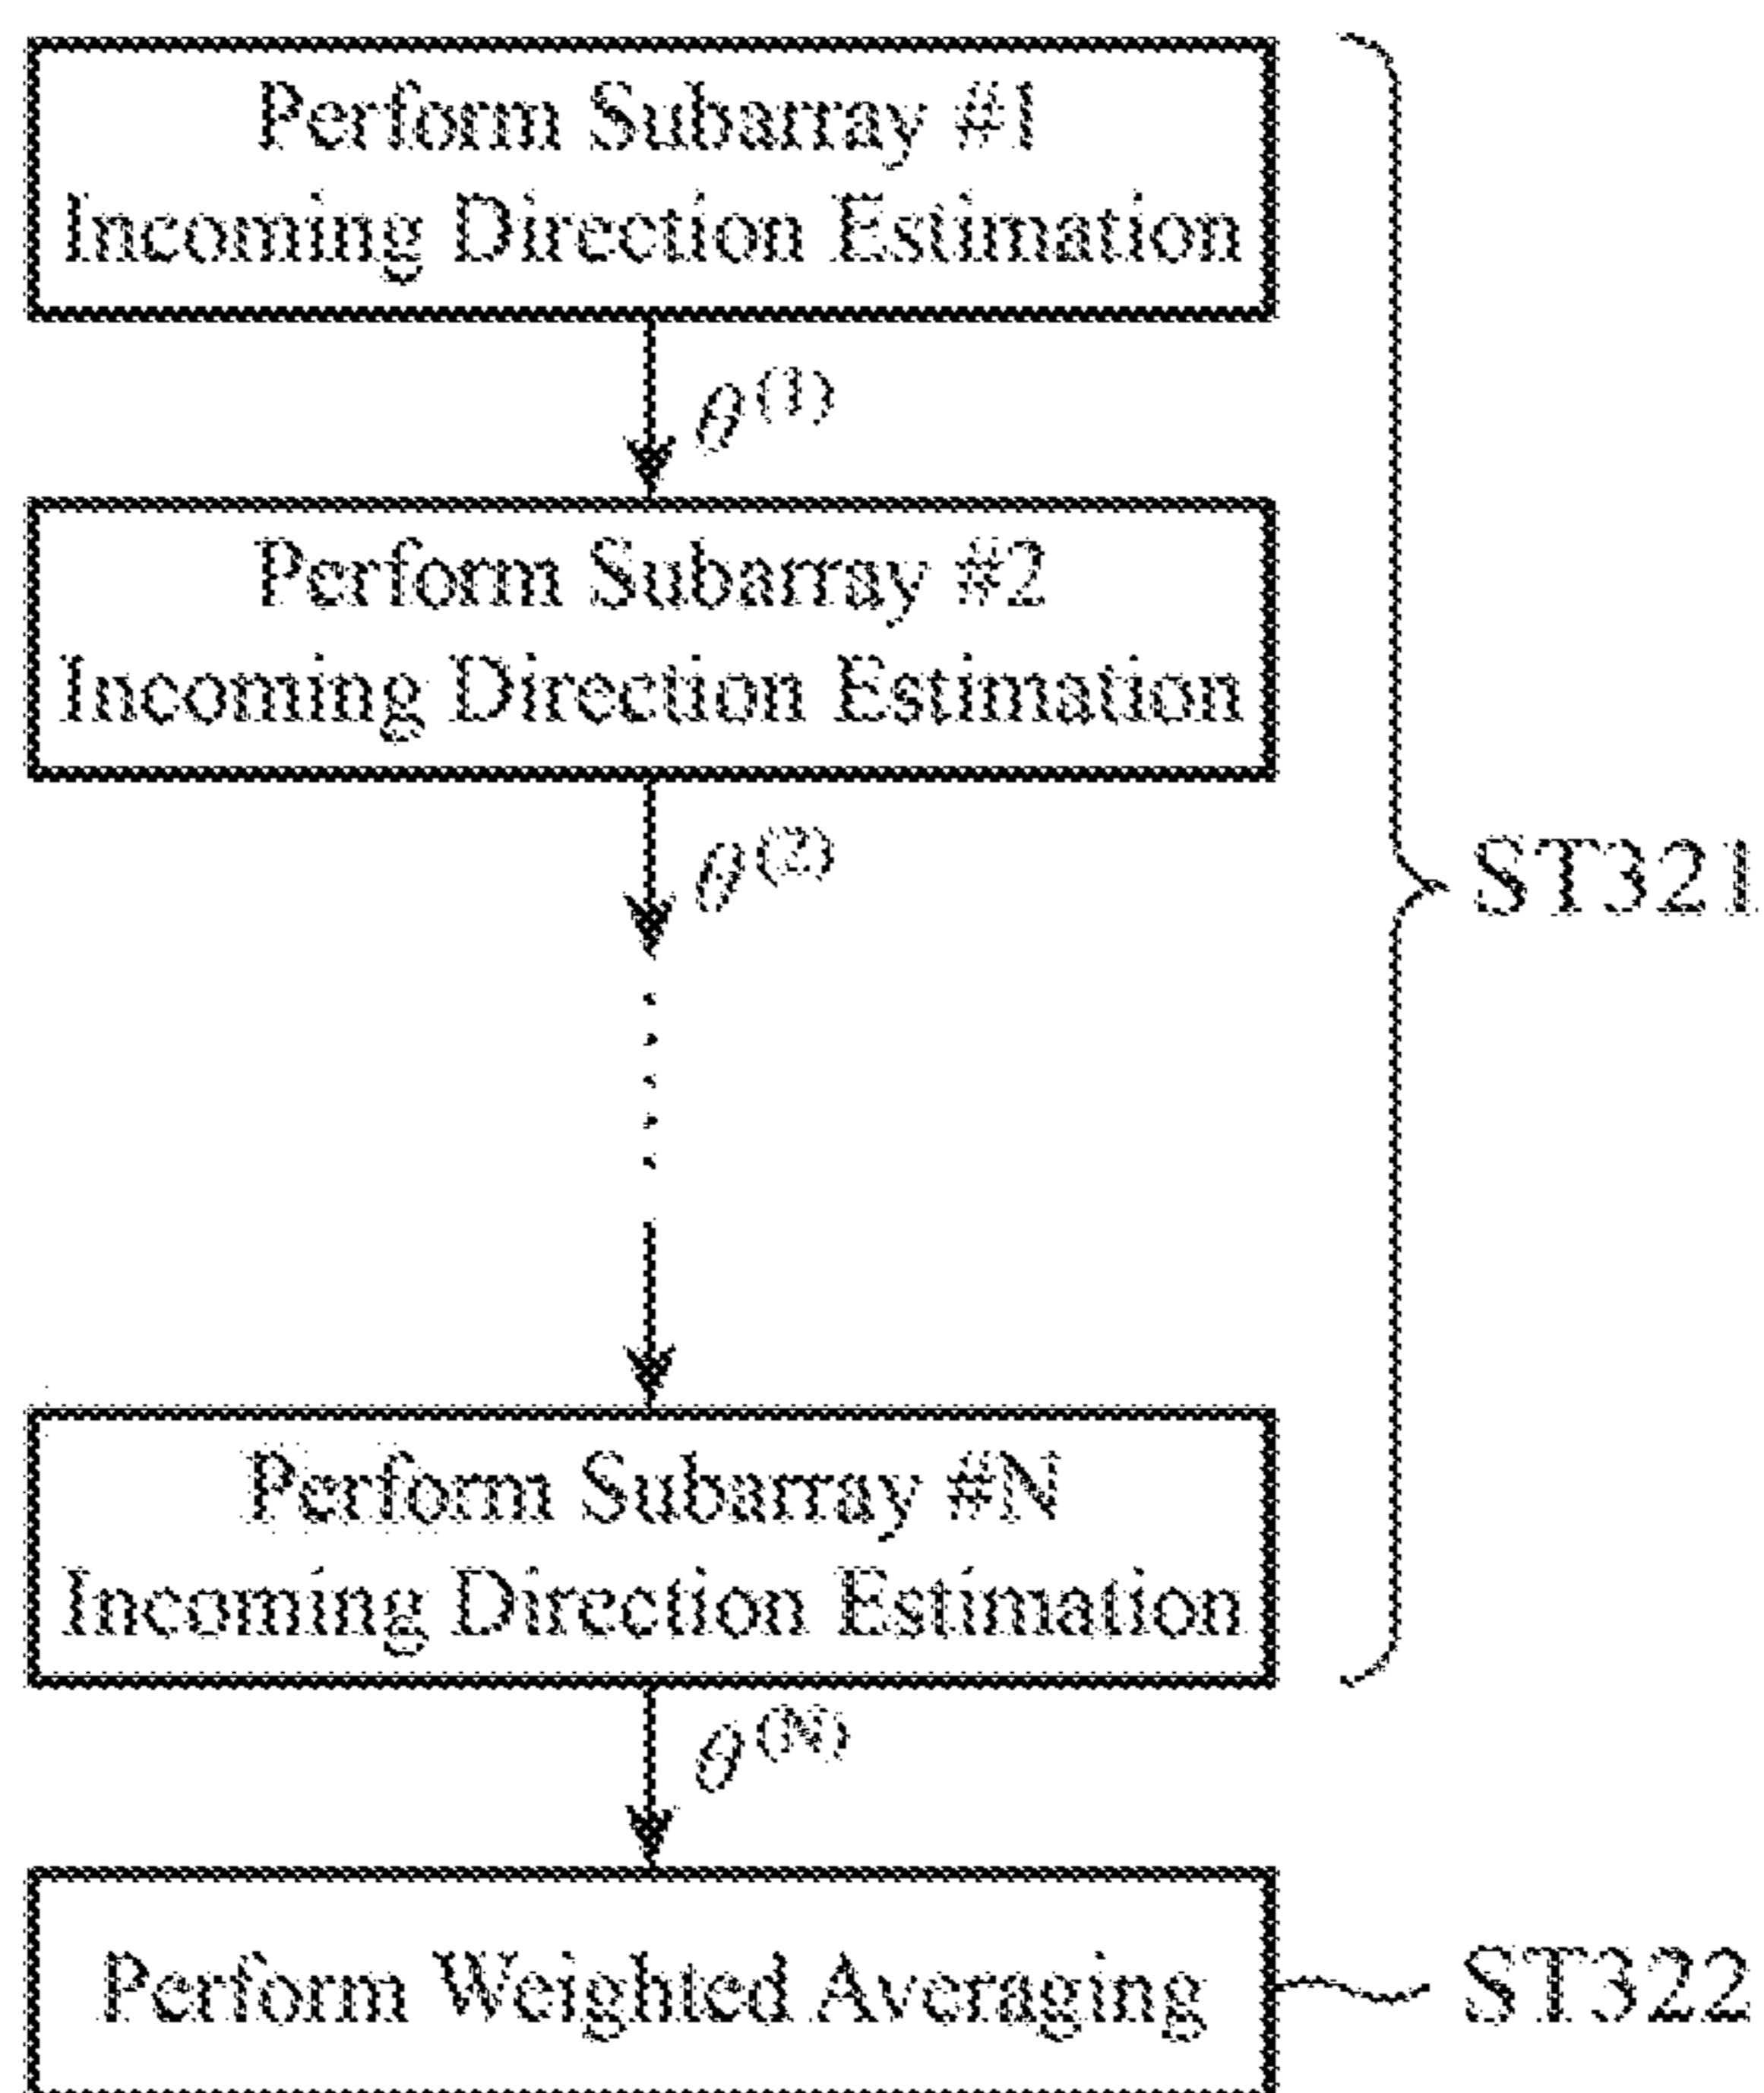 Perform Subarray #1
Incoming Direction Estimation
θ(1)
Perform Subarray #2
Incoming Direction Estimation
θ(2)
ST321
Perform Subarray #N
Incoming Direction Estimation
θ(N)
Perform Weighted Averaging
ST322